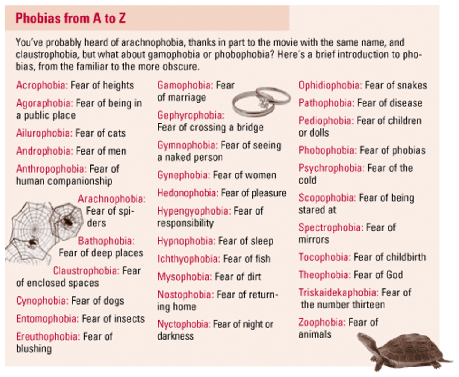 Phobias from A to Z
You've probably heard of arachnophobia, thanks in part to the movie with the same name, and
claustrophobia, but what about gamophobia or phobophobia? Here's a brief introduction to pho-
bias, from the familiar to the more obscure.
Acrophobia: Fear of heights
Agoraphobia: Fear of being in
a public place
Ailurophobia: Fear of cats
Androphobia: Fear of men
Anthropophobia: Fear of
human companionship
Arachnophobia:
Fear of spi-
ders
Bathophobia:
Fear of deep places
Claustrophobia: Fear
of enclosed spaces
Cynophobia: Fear of dogs
Entomophobia: Fear of insects
Ereuthophobia: Fear of
blushing
Gamophobia: Fear
of marriage
Gephyrophobia:
Fear of crossing a bridge
Gymnophobia: Fear of seeing
a naked person
Gynephobia: Fear of women
Hedonophobia: Fear of pleasure
Hypengyophobia: Fear of
responsibility
Hypnophobia: Fear of sleep
Ichthyophobia: Fear of fish
Mysophobia: Fear of dirt
Nostophobia: Fear of return-
ing home
Nyctophobia: Fear of night or
darkness
Ophidiophobia: Fear of snakes
Pathophobia: Fear of disease
Pediophobia: Fear of children
or dolls
Phobophobia: Fear of phobias
Psychrophobia: Fear of the
cold
Scopophobia: Fear of being
stared at
Spectrophobia: Fear of
mirrors
Tocophobia: Fear of childbirth
Theophobia: Fear of God
Triskaidekaphobia: Fear of
the number thirteen
Zoophobia: Fear of
animals